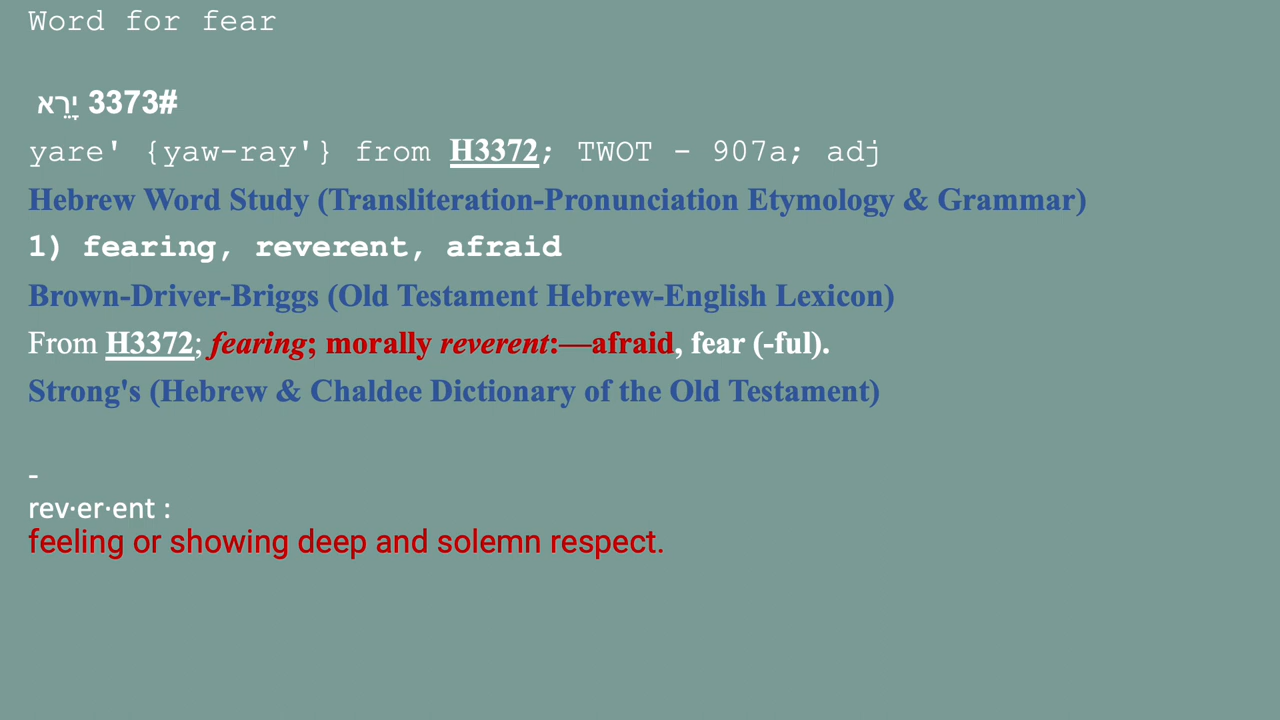 Word for fear
יָרֵא 3373#
yare' {yaw-ray'} from H3372; TWOT - 907a; adj
Hebrew Word Study (Transliteration-Pronunciation Etymology & Grammar)
1) fearing, reverent, afraid
Brown-Driver-Briggs (Old Testament Hebrew-English Lexicon)
From H3372; fearing; morally reverent:—afraid, fear (-ful).
Strong's (Hebrew & Chaldee Dictionary of the Old Testament)
-
rev·er·ent :
feeling or showing deep and solemn respect.